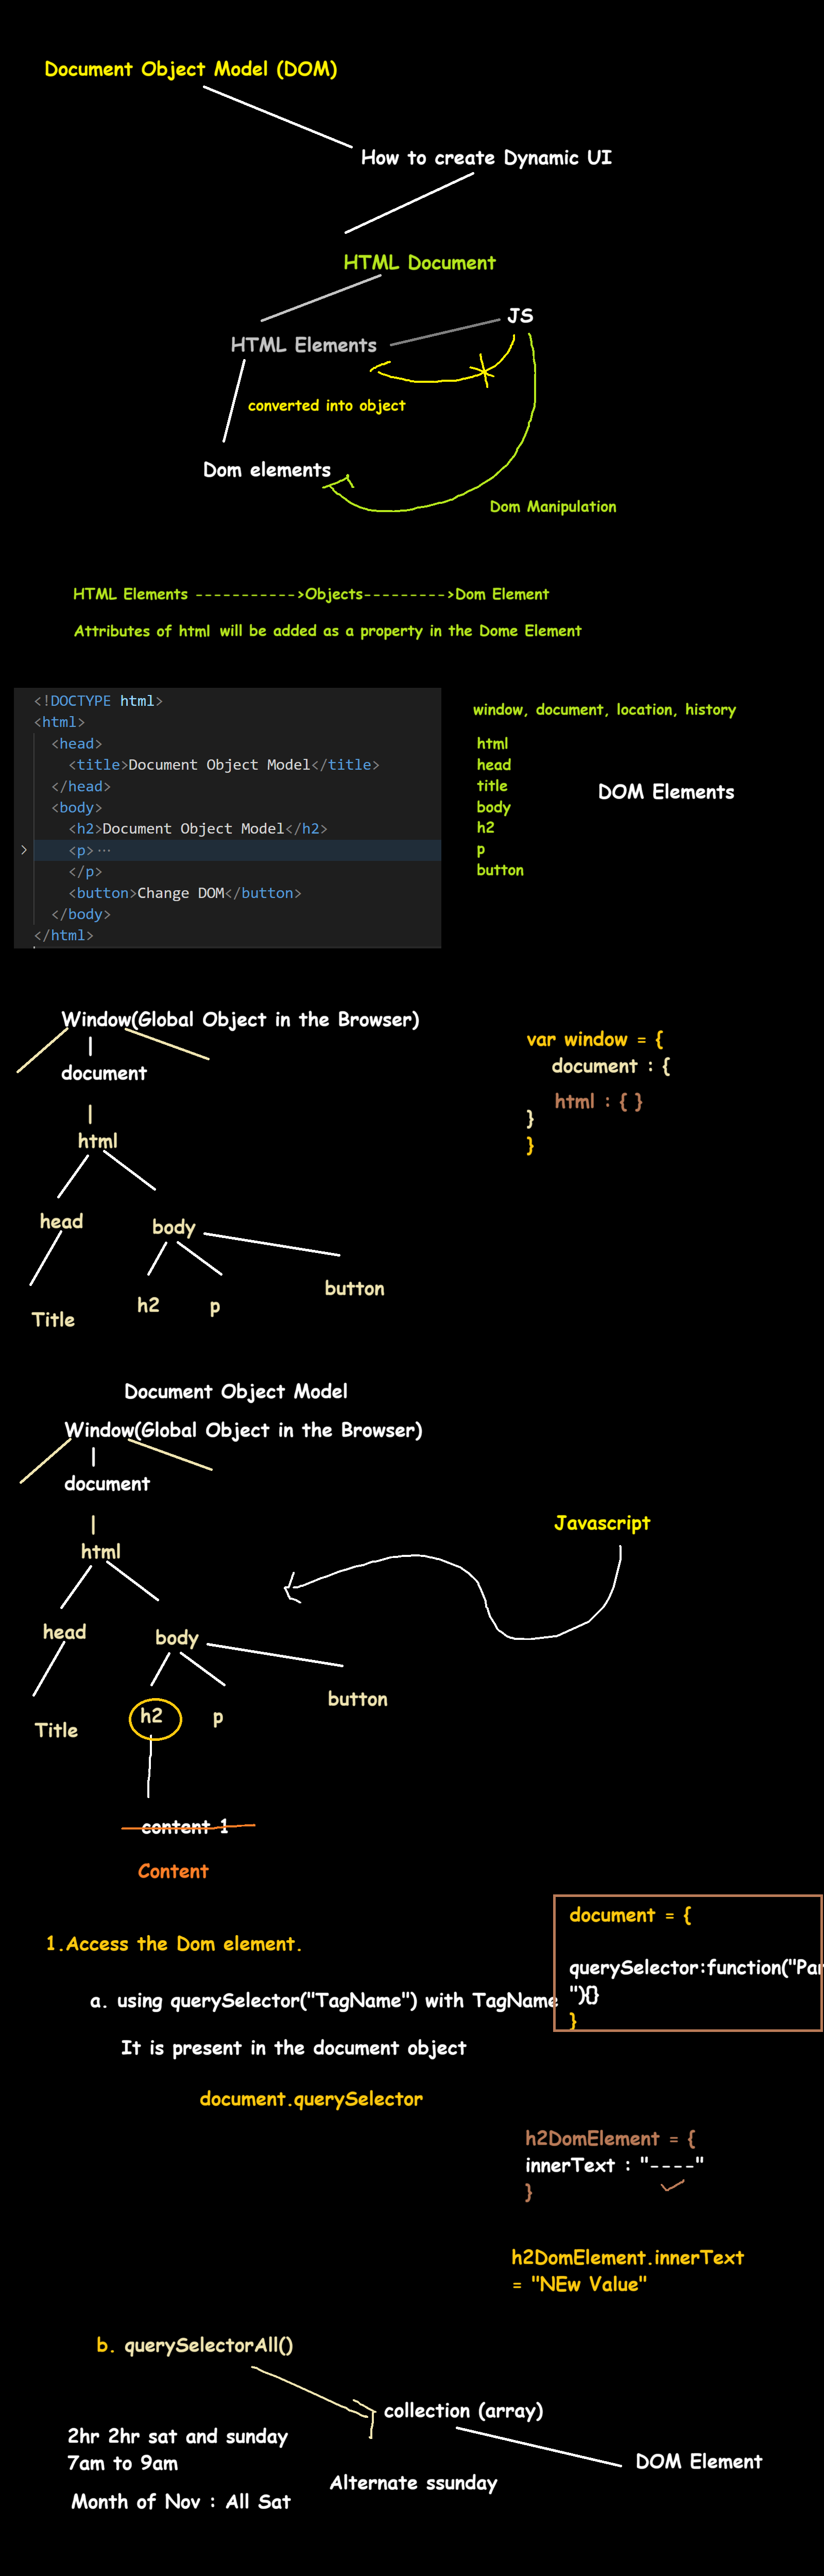 Document Object Model (DOM)
How to create Dynamic UI
HTML Document
JS
HTML Elements
converted into object
Dom elements
Dom Manipulation
HTML Elements ----------->Objects--------->Dom Element
Attributes of html will be added as a property in the Dome Element
<!DOCTYPE html>
<html>
<head>
<title>Document Object Model</title>
</head>
<body>
<h2>Document Object Model</h2>
<p>···
</p>
<button>Change DOM</button>
</body>
</html>
window, document, location, history
html
head
title
body
h2
p
button
DOM Elements
Window(Global Object in the Browser)
|
document
|
html
head
body
h2
p
button
Title
var window = {
document : {
html : { }
}
}
Document Object Model
Window(Global Object in the Browser)
|
document
|
html
head
body
button
h2
p
Title
Javascript
content 1
Content
1.Access the Dom element.
a. using querySelector("TagName") with TagName
It is present in the document object
document.querySelector
document = {
querySelector:function("Par
"){}
}
h2DomElement = {
innerText : "----"
}
h2DomElement.innerText
= "NEw Value"
b. querySelectorAll()
collection (array)
DOM Element
2hr 2hr sat and sunday
7am to 9am
Alternate ssunday
Month of Nov : All Sat